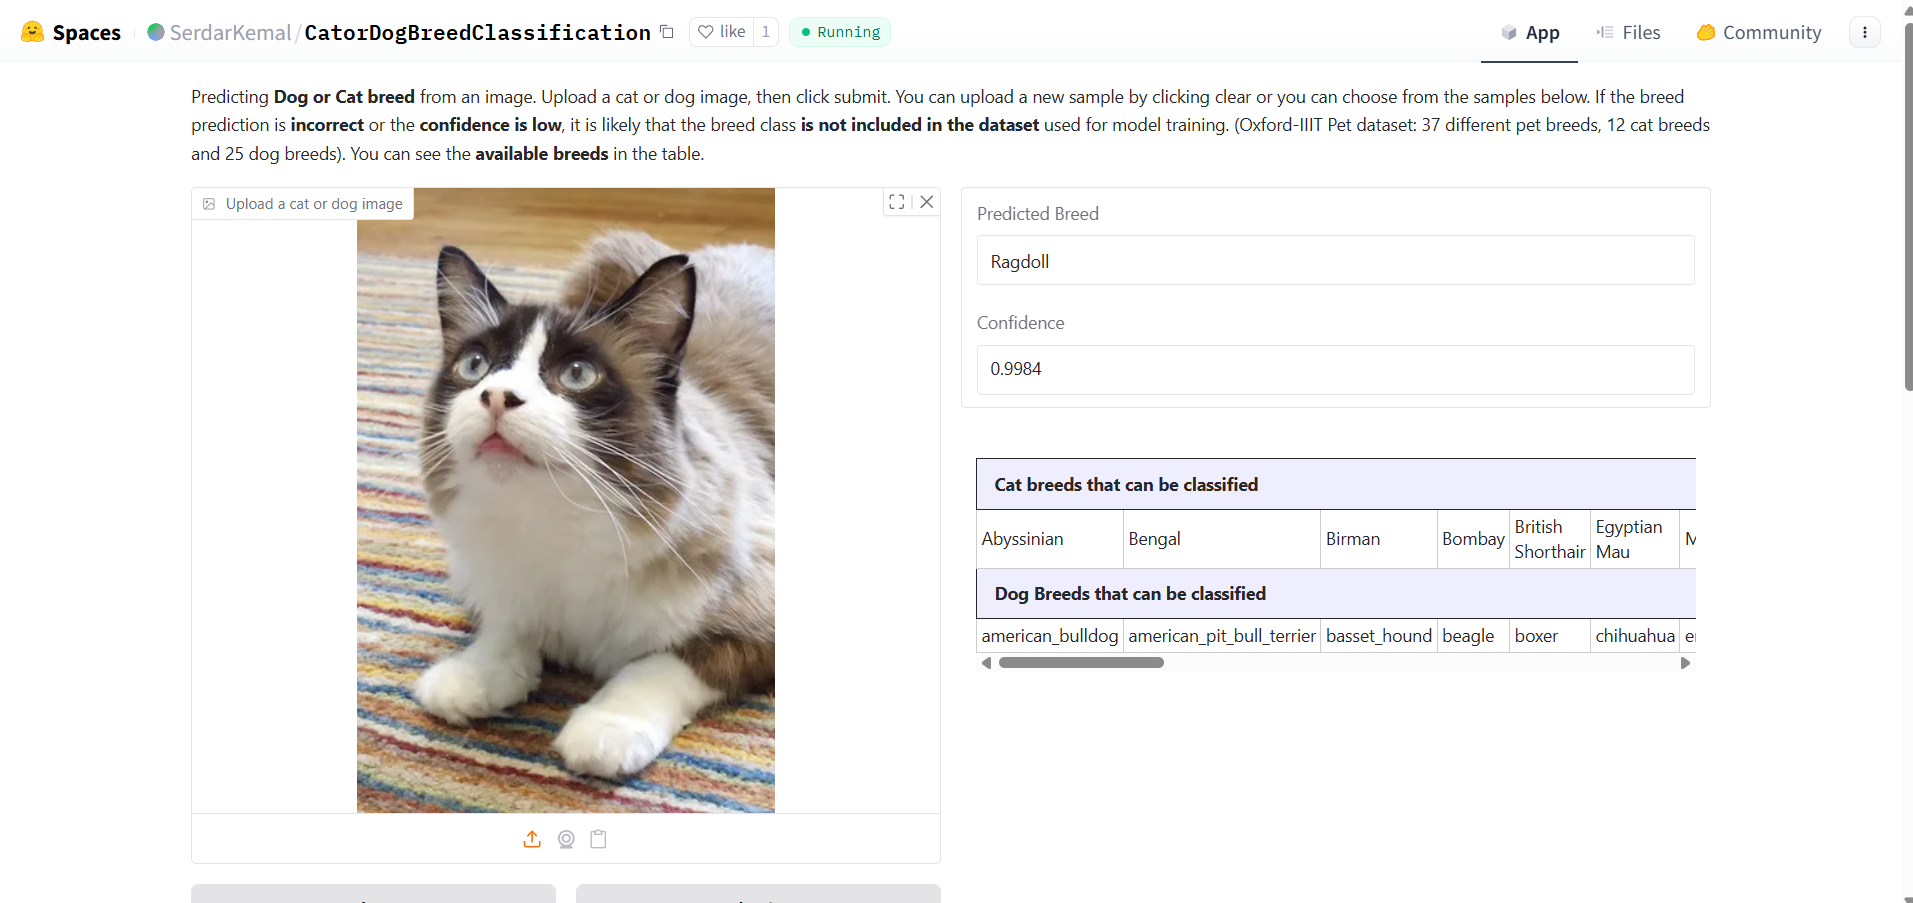 Spaces
SerdarKemal/CatorDogBreedClassification
like 1
Running
App
Files
Community
Predicting Dog or Cat breed from an image. Upload a cat or dog image, then click submit. You can upload a new sample by clicking clear or you can choose from the samples below. If the breed
prediction is incorrect or the confidence is low, it is likely that the breed class is not included in the dataset used for model training. (Oxford-IIIT Pet dataset: 37 different pet breeds, 12 cat breeds
and 25 dog breeds). You can see the available breeds in the table.
Upload a cat or dog image
Predicted Breed
Ragdoll
Confidence
0.9984
Cat breeds that can be classified
Abyssinian Bengal Birman Bombay British Shorthair Egyptian Mau M
Dog Breeds that can be classified
american_bulldog american_pit_bull_terrier basset_hound beagle boxer chihuahua